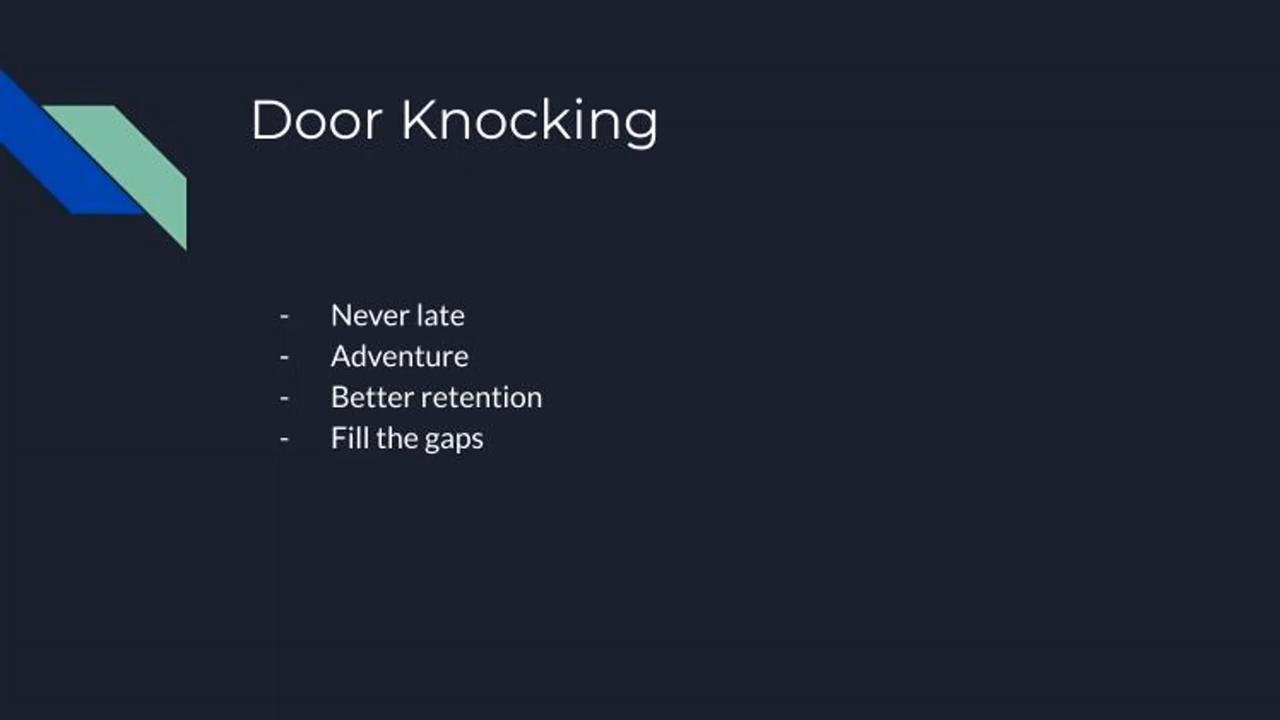 Door Knocking
- Never late
- Adventure
- Better retention
- Fill the gaps